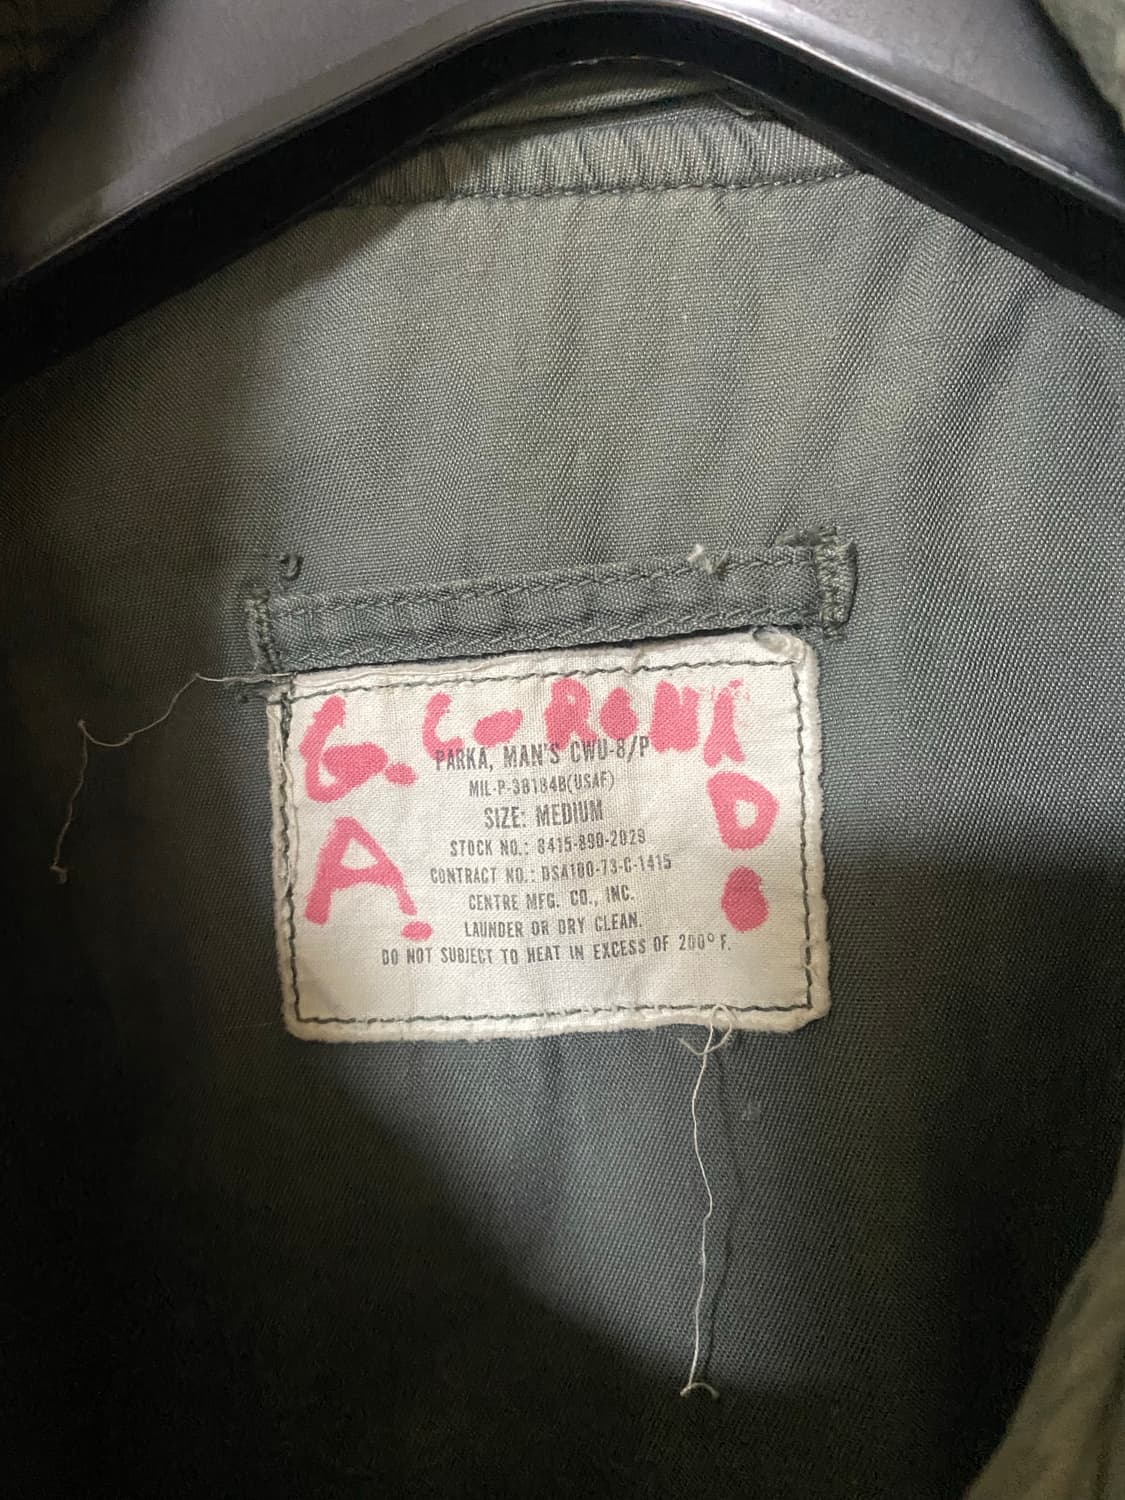 G. CORONA
D.
A.
PARKA, MAN'S CWU-8/P
MIL-P-38184B(USAF)
SIZE: MEDIUM
STOCK NO.: 8415-890-2029
CONTRACT NO.: DSA100-73-C-1415
CENTRE MFG. CO., INC.
LAUNDER OR DRY CLEAN.
DO NOT SUBJECT TO HEAT IN EXCESS OF 200° F.